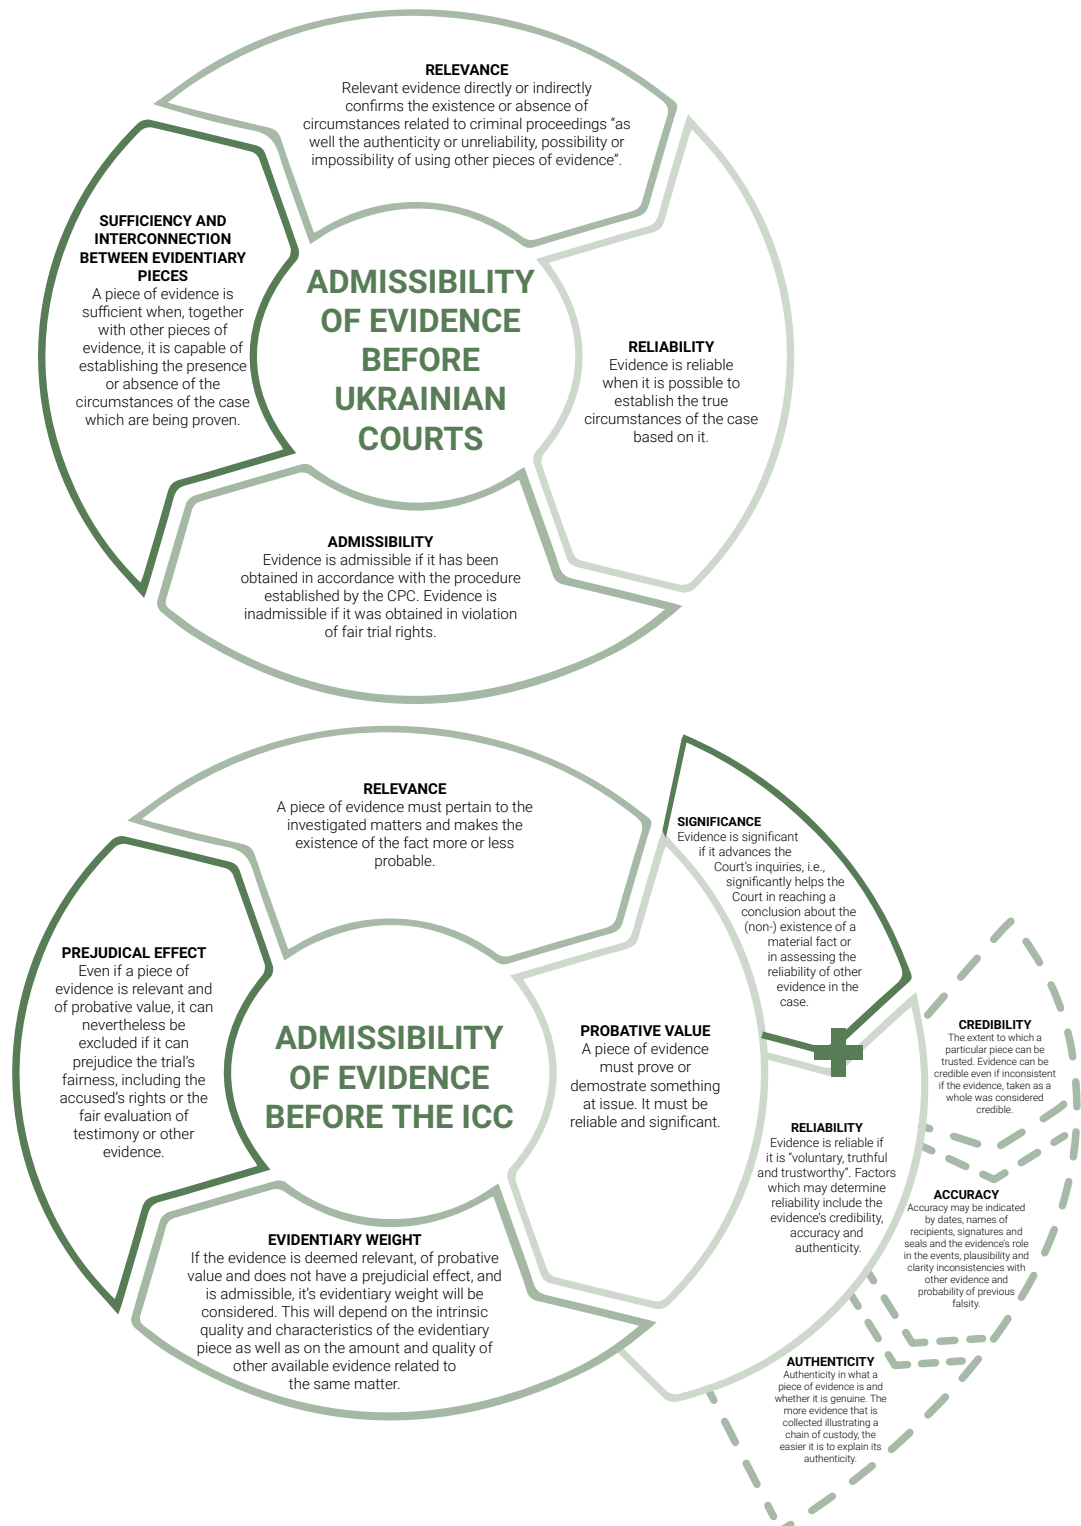 RELEVANCE
Relevant evidence directly or indirectly
confirms the existence or absence of
circumstances related to criminal proceedings “as
well the authenticity or unreliability, possibility or
impossibility of using other pieces of evidence”.
SUFFICIENCY AND
INTERCONNECTION
BETWEEN EVIDENTIARY
PIECES
A piece of evidence is
sufficient when, together
with other pieces of
evidence, it is capable of
establishing the presence
or absence of the
circumstances of the case
which are being proven.
ADMISSIBILITY
OF EVIDENCE
BEFORE
UKRAINIAN
COURTS
RELIABILITY
Evidence is reliable
when it is possible to
establish the true
circumstances of the case
based on it.
ADMISSIBILITY
Evidence is admissible if it has been
obtained in accordance with the procedure
established by the CPC. Evidence is
inadmissible if it was obtained in violation
of fair trial rights.
RELEVANCE
A piece of evidence must pertain to the
investigated matters and makes the
existence of the fact more or less
probable.
SIGNIFICANCE
Evidence is significant
if it advances the
Court’s inquiries, i.e.,
significantly helps the
Court in reaching a
conclusion about the
(non-) existence of a
material fact or
in assessing the
reliability of other
evidence in the
case.
PREJUDICAL EFFECT
Even if a piece of
evidence is relevant and
of probative value, it can
nevertheless be
excluded if it can
prejudice the trial’s
fairness, including the
accused’s rights or the
fair evaluation of
testimony or other
evidence.
ADMISSIBILITY
OF EVIDENCE
BEFORE THE ICC
PROBATIVE VALUE
A piece of evidence
must prove or
demostrate something
at issue. It must be
reliable and significant.
CREDIBILITY
The extent to which a
particular piece can be
trusted. Evidence can be
credible even if inconsistent
if the evidence, taken as a
whole was considered
credible.
RELIABILITY
Evidence is reliable if
it is “voluntary, truthful
and trustworthy”. Factors
which may determine
reliability include the
evidence’s credibility,
accuracy and
authenticity.
ACCURACY
Accuracy may be indicated
by dates, names of
recipients, signatures and
seals and the evidence’s role
in the events, plausibility and
clarity inconsistencies with
other evidence and
probability of previous
falsity.
EVIDENTIARY WEIGHT
If the evidence is deemed relevant, of probative
value and does not have a prejudicial effect, and
is admissible, it’s evidentiary weight will be
considered. This will depend on the intrinsic
quality and characteristics of the evidentiary
piece as well as on the amount and quality of
other available evidence related to
the same matter.
AUTHENTICITY
Authenticity in what a
piece of evidence is and
whether it is genuine. The
more evidence that is
collected illustrating a
chain of custody, the
easier it is to explain its
authenticity.